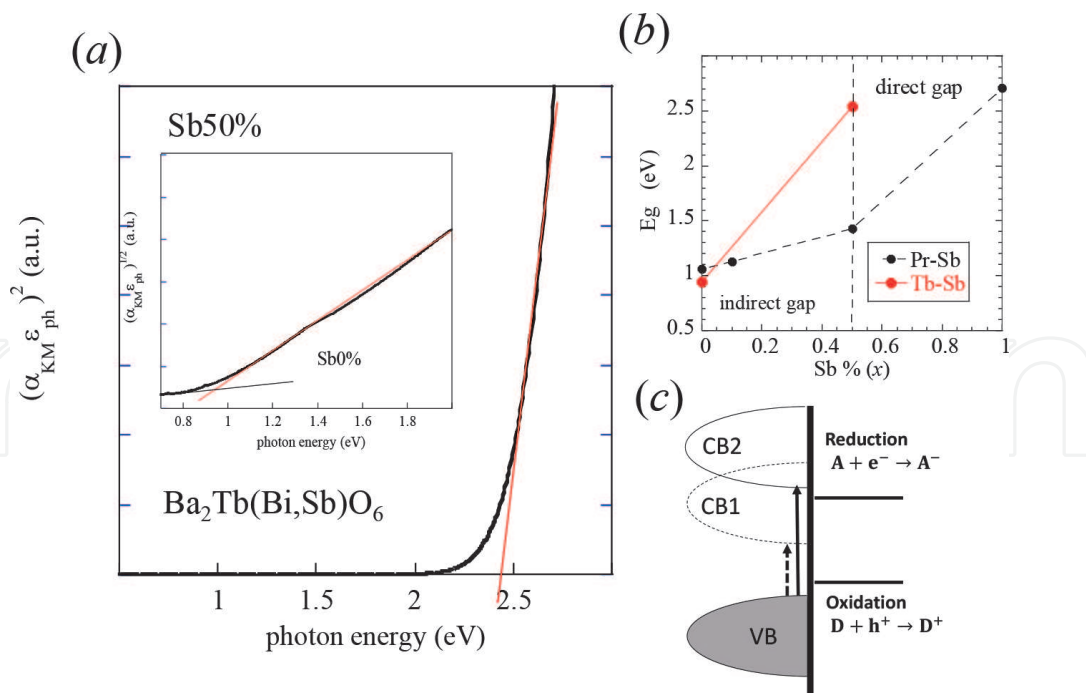 (a)
Sb50%
(α_KM ε_ph)^2 (a.u.)
(α_KM ε_ph)^1/2 (a.u.)
Sb0%
0.8 1 1.2 1.4 1.6 1.8
photon energy (eV)
Ba₂Tb(Bi,Sb)O₆
1 1.5 2 2.5
photon energy (eV)
(b)
direct gap
2.5
2
1.5
1
0.5
Eg (eV)
Pr-Sb
Tb-Sb
indirect gap
0 0.2 0.4 0.6 0.8 1
Sb % (x)
(c)
CB2
CB1
VB
Reduction
A + e⁻ → A⁻
Oxidation
D + h⁺ → D⁺